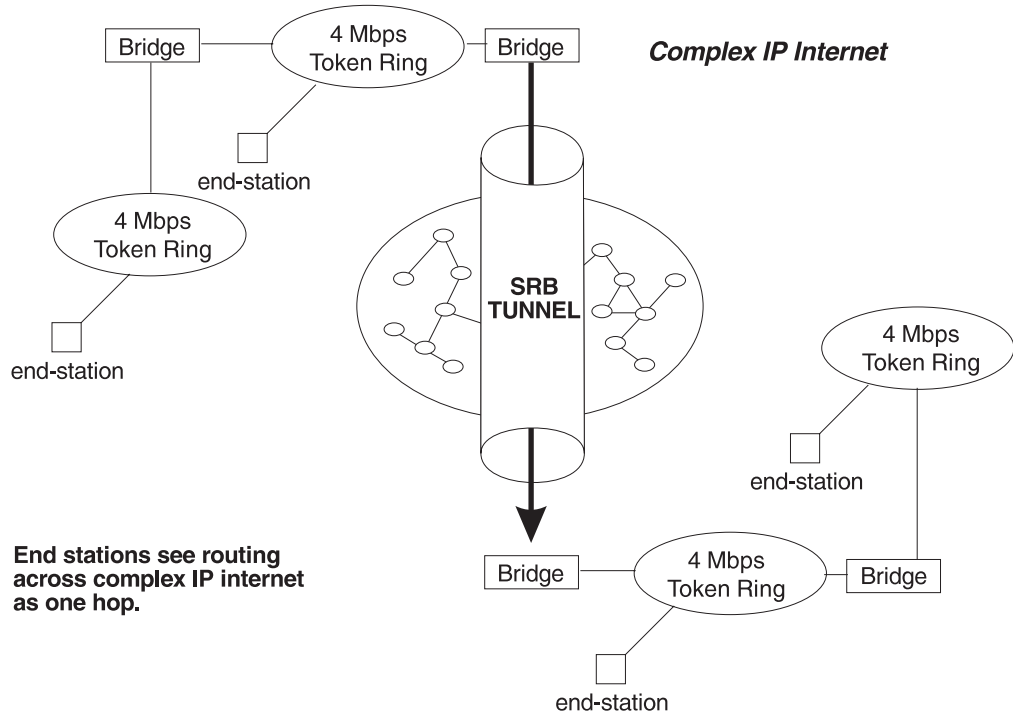 Bridge
4 Mbps
Token Ring
Bridge
Complex IP Internet
end-station
4 Mbps
Token Ring
end-station
SRB
TUNNEL
4 Mbps
Token Ring
end-station
End stations see routing
across complex IP internet
as one hop.
Bridge
4 Mbps
Token Ring
Bridge
end-station